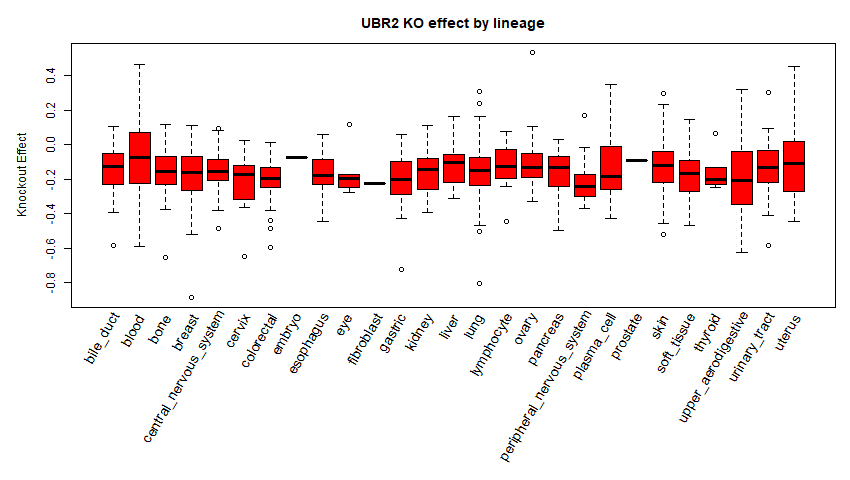 UBR2 KO effect by lineage
Knockout Effect
0.4
0.2
0.0
-0.2
-0.4
-0.6
-0.8
bile_duct
blood
bone
breast
central_nervous_system
cervix
colorectal
embryo
esophagus
eye
fibroblast
gastric
kidney
liver
lung
lymphocyte
ovary
pancreas
peripheral_nervous_system
plasma_cell
prostate
skin
soft_tissue
thyroid
upper_aerodigestive
urinary_tract
uterus